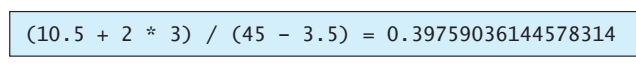 (10.5 + 2 * 3) / (45 – 3.5) = 0.39759036144578314